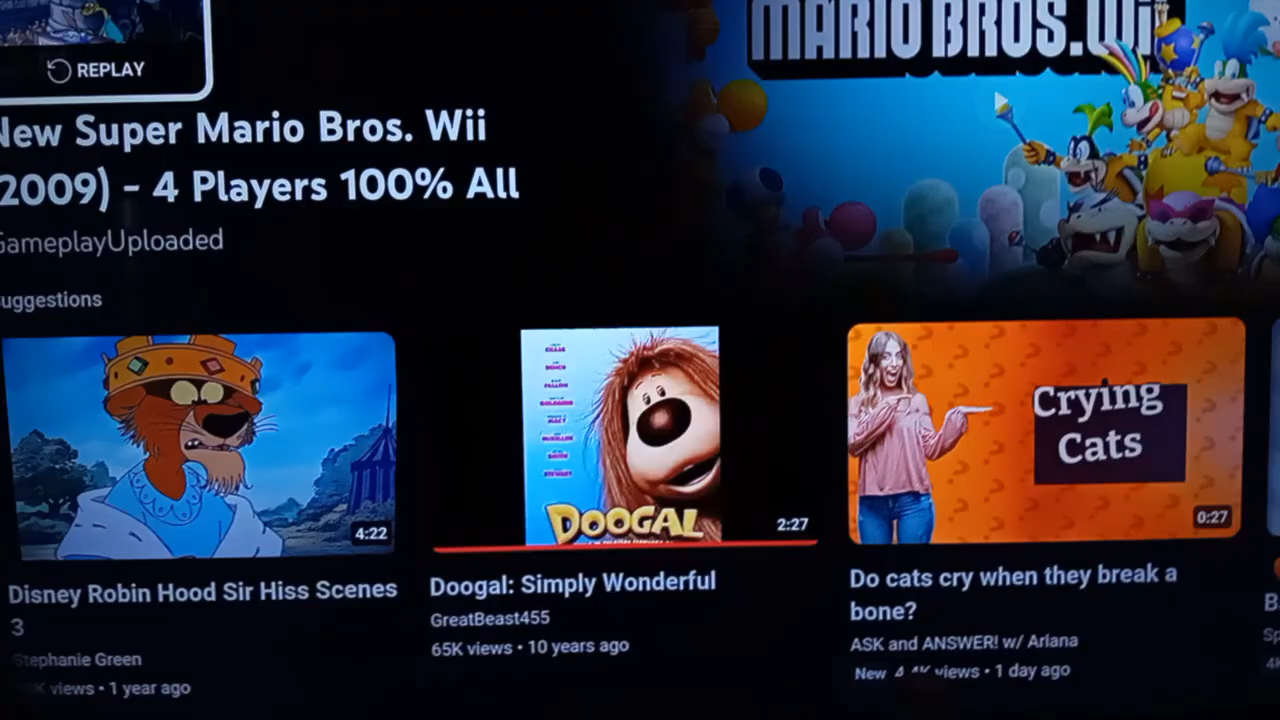 MARIO BROS. Wii
REPLAY
New Super Mario Bros. Wii
(2009) - 4 Players 100% All
GameplayUploaded
uggestions
Crying
Cats
DOOGAL
4:22
2:27
0:27
Disney Robin Hood Sir Hiss Scenes
3
Stephanie Green
views • 1 year ago
Doogal: Simply Wonderful
GreatBeast455
65K views • 10 years ago
Do cats cry when they break a
bone?
ASK and ANSWER! w/ Ariana
New views • 1 day ago